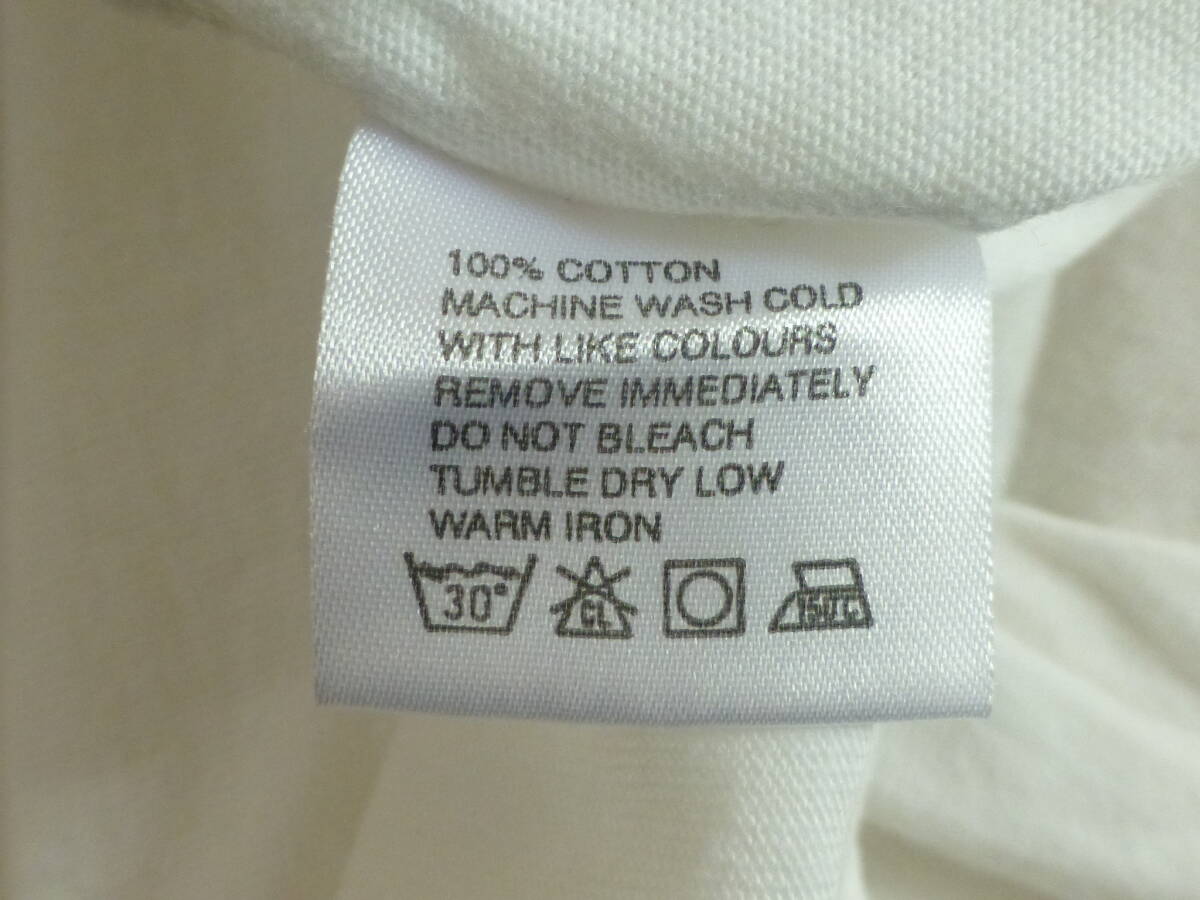 100% COTTON
MACHINE WASH COLD
WITH LIKE COLOURS
REMOVE IMMEDIATELY
DO NOT BLEACH
TUMBLE DRY LOW
WARM IRON
30° CL